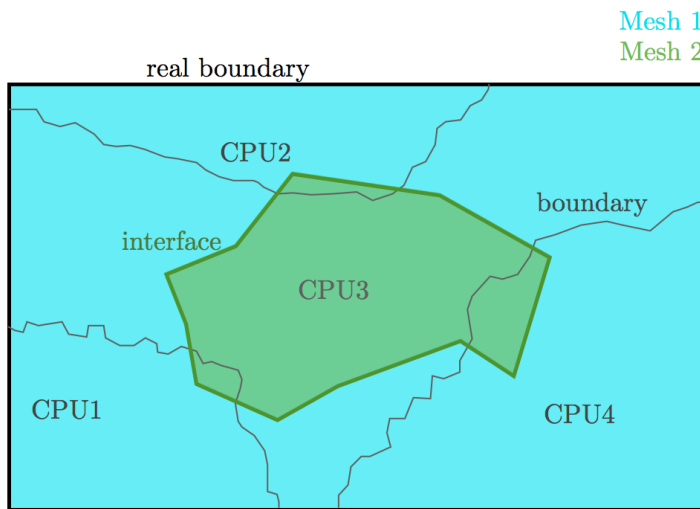 Mesh 1
Mesh 2
real boundary
CPU2
boundary
interface
CPU3
CPU1
CPU4